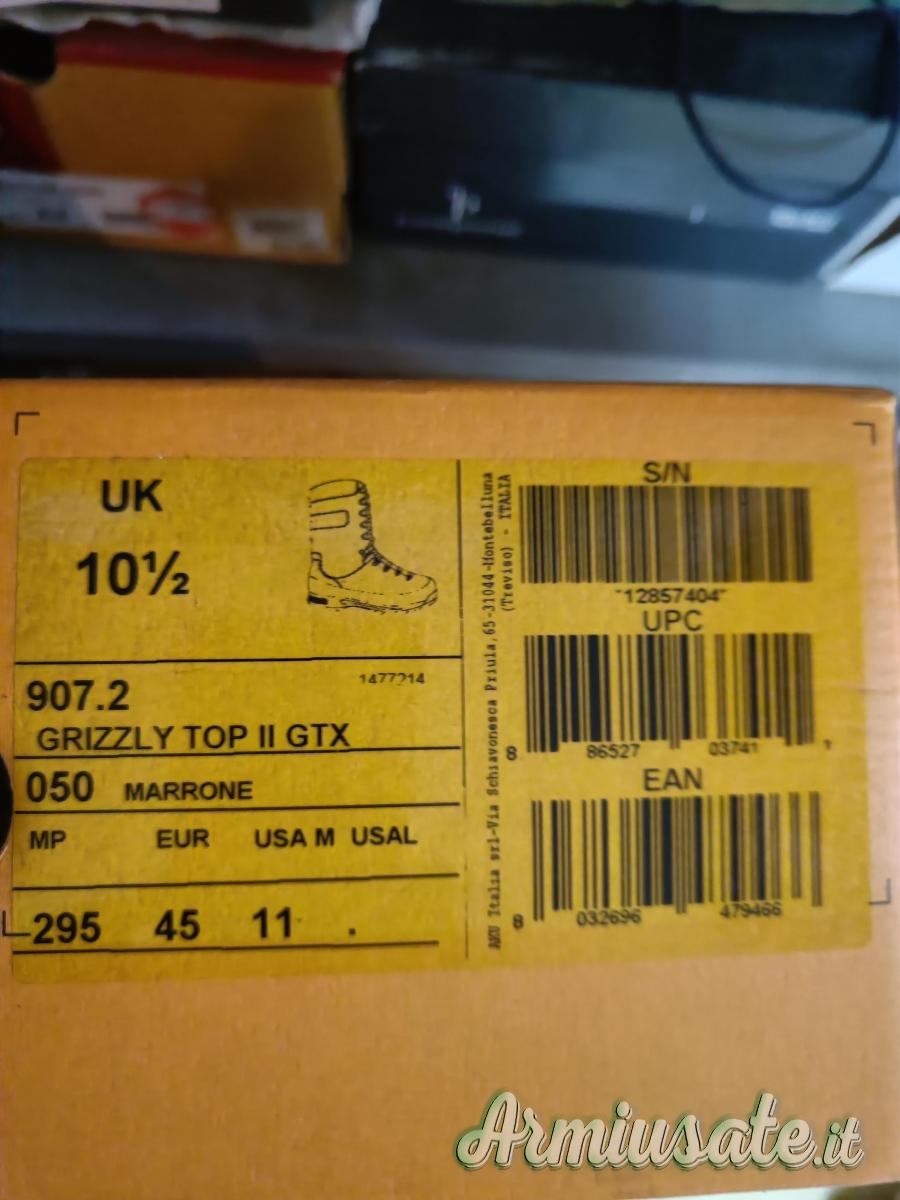 UK
10½
907.2
GRIZZLY TOP II GTX
050 MARRONE
MP EUR USA M USAL
295 45 11 .
AKU Italia srl-Via Schiavonesca Priula,65-31044-Montebelluna
(Treviso) - ITALIA
S/N
"12857404"
UPC
8 86527 03741 1
EAN
8 032696 479466
Armiusate.it